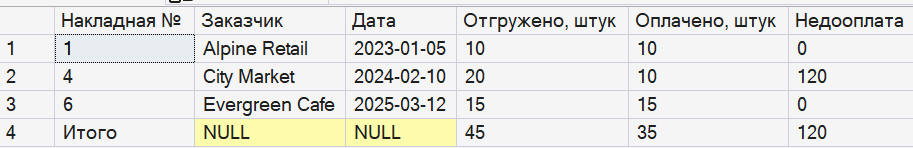 Накладная № Заказчик Дата Отгружено, штук Оплачено, штук Недооплата
1 1 Alpine Retail 2023-01-05 10 10 0
2 4 City Market 2024-02-10 20 10 120
3 6 Evergreen Cafe 2025-03-12 15 15 0
4 Итого NULL NULL 45 35 120